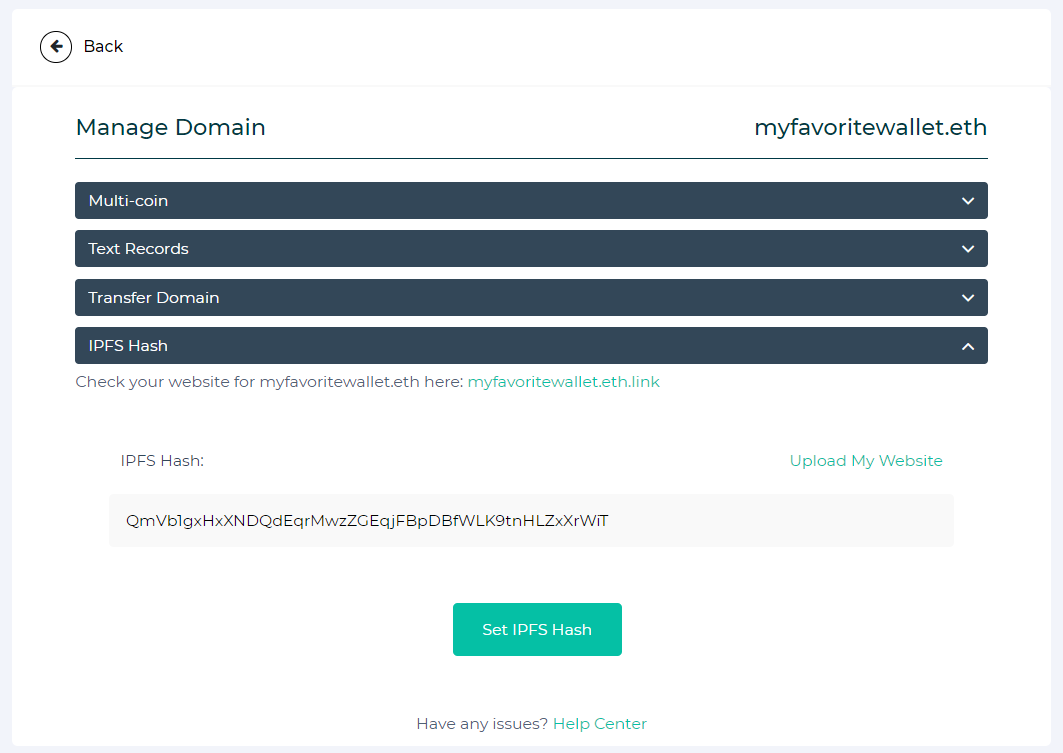 Back
Manage Domain
myfavoritewallet.eth
Multi-coin
Text Records
Transfer Domain
IPFS Hash
Check your website for myfavoritewallet.eth here: myfavoritewallet.eth.link
IPFS Hash:
Upload My Website
QmVb1gxHxXNDQdEqrMwzZGEqjFBpDBfWLK9tnHLZxXrWiT
Set IPFS Hash
Have any issues? Help Center